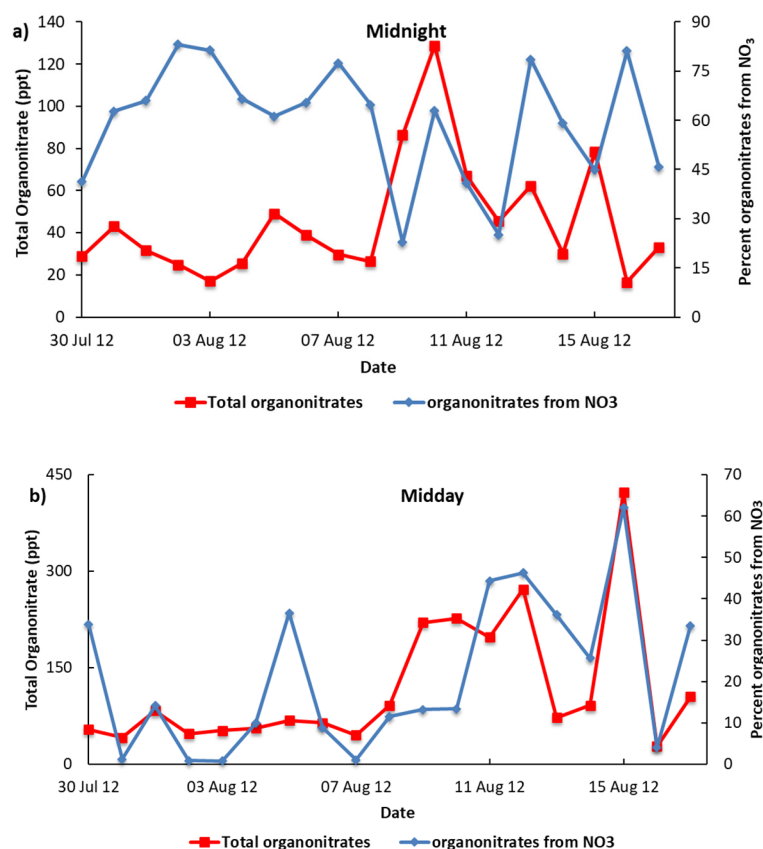 a)
Midnight
Total Organonitrate (ppt)
140
120
100
80
60
40
20
0
90
75
60
45
30
15
0
Percent organonitrates from NO3
30 Jul 12 03 Aug 12 07 Aug 12 11 Aug 12 15 Aug 12
Date
Total organonitrates organonitrates from NO3
b)
Midday
Total Organonitrate (ppt)
450
300
150
0
70
60
50
40
30
20
10
0
Percent organonitrates from NO3
30 Jul 12 03 Aug 12 07 Aug 12 11 Aug 12 15 Aug 12
Date
Total organonitrates organonitrates from NO3